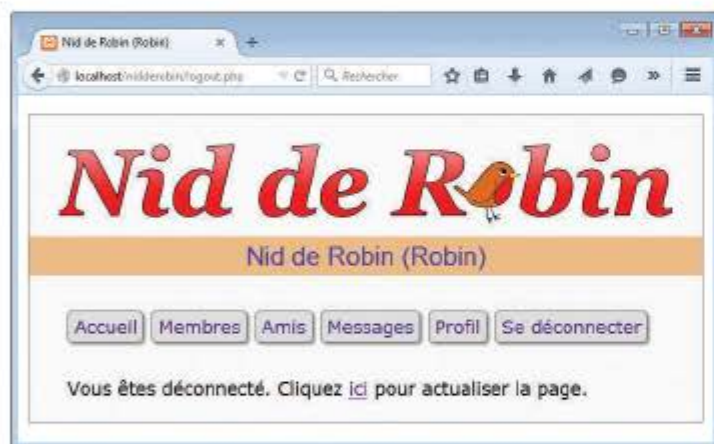 Nid de Robin (Robin)
localhost/nidderobin/logout.php Rechercher
Nid de Robin
Nid de Robin (Robin)
Accueil Membres Amis Messages Profil Se déconnecter
Vous êtes déconnecté. Cliquez ici pour actualiser la page.